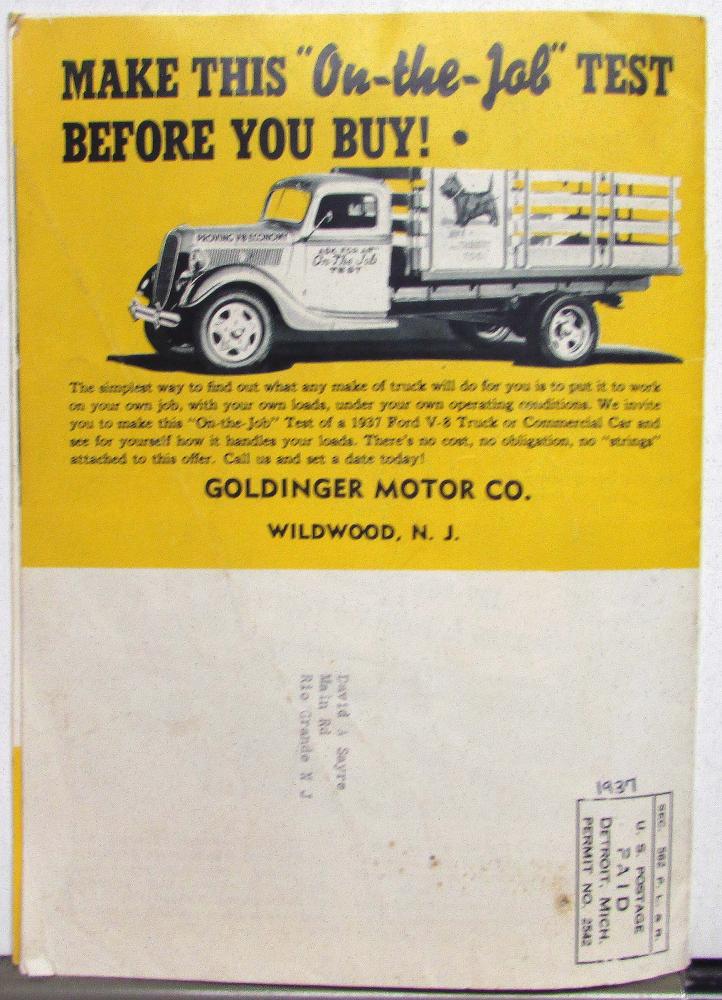 MAKE THIS "On-the-Job" TEST
BEFORE YOU BUY! •
PROVING V·8 ECONOMY
ASK FOR AN
On The Job
TEST
The simplest way to find out what any make of truck will do for you is to put it to work
on your own job, with your own loads, under your own operating conditions. We invite
you to make this "On-the-Job" Test of a 1937 Ford V-8 Truck or Commercial Car and
see for yourself how it handles your loads. There's no cost, no obligation, no "strings"
attached to this offer. Call us and set a date today!
GOLDINGER MOTOR CO.
WILDWOOD, N. J.
David A Sayre
Main Rd
Rio Grande N J
1937
SEC. 562 P. L. & R.
U. S. POSTAGE
PAID
DETROIT, MICH.
PERMIT NO. 2542